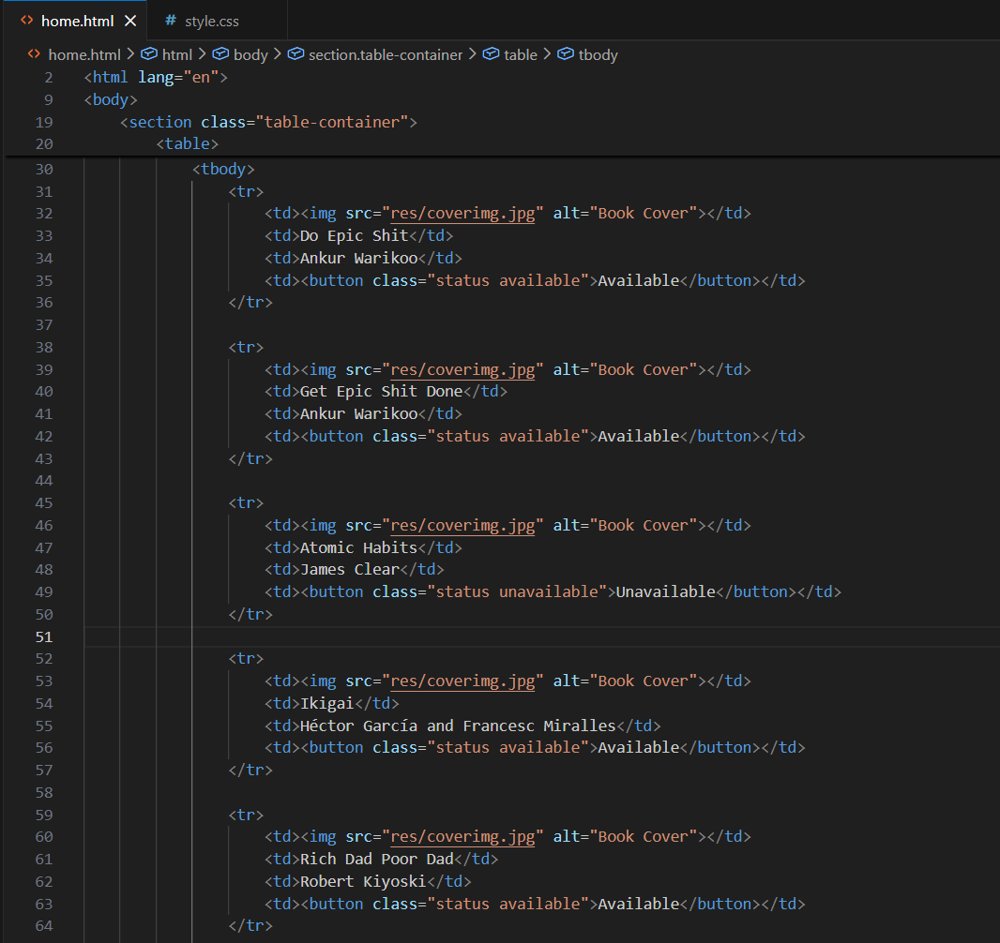 <> home.html × # style.css
<> home.html > html > body > section.table-container > table > tbody
2 <html lang="en">
9 <body>
19 <section class="table-container">
20 <table>
30 <tbody>
31 <tr>
32 <td><img src="res/coverimg.jpg" alt="Book Cover"></td>
33 <td>Do Epic Shit</td>
34 <td>Ankur Warikoo</td>
35 <td><button class="status available">Available</button></td>
36 </tr>
37
38 <tr>
39 <td><img src="res/coverimg.jpg" alt="Book Cover"></td>
40 <td>Get Epic Shit Done</td>
41 <td>Ankur Warikoo</td>
42 <td><button class="status available">Available</button></td>
43 </tr>
44
45 <tr>
46 <td><img src="res/coverimg.jpg" alt="Book Cover"></td>
47 <td>Atomic Habits</td>
48 <td>James Clear</td>
49 <td><button class="status unavailable">Unavailable</button></td>
50 </tr>
51
52 <tr>
53 <td><img src="res/coverimg.jpg" alt="Book Cover"></td>
54 <td>Ikigai</td>
55 <td>Héctor García and Francesc Miralles</td>
56 <td><button class="status available">Available</button></td>
57 </tr>
58
59 <tr>
60 <td><img src="res/coverimg.jpg" alt="Book Cover"></td>
61 <td>Rich Dad Poor Dad</td>
62 <td>Robert Kiyoski</td>
63 <td><button class="status available">Available</button></td>
64 </tr>